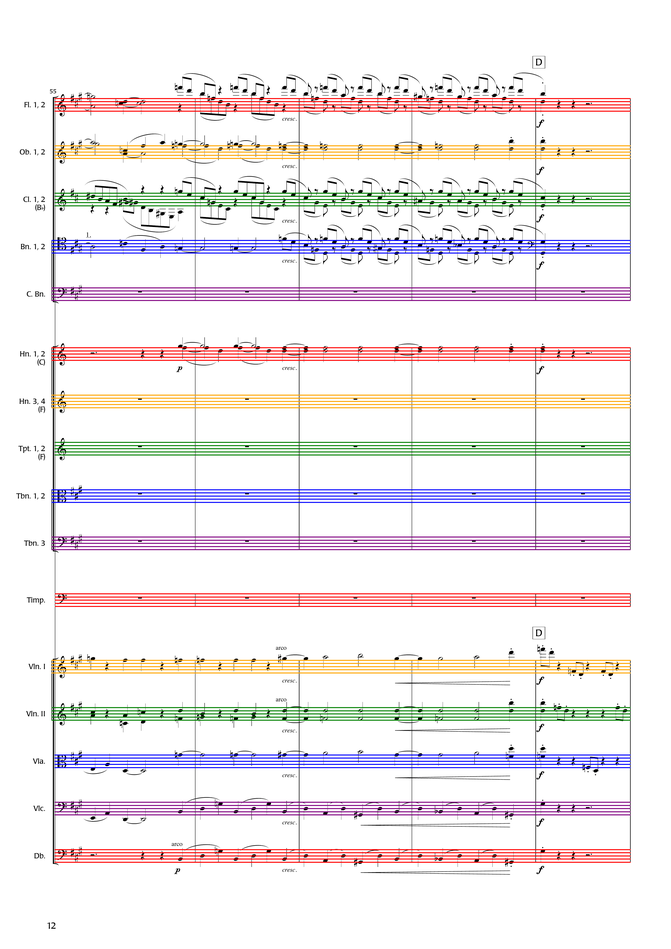 D
55
Fl. 1, 2
cresc.
f
Ob. 1, 2
cresc.
f
Cl. 1, 2
(B♭)
cresc.
f
1.
Bn. 1, 2
cresc.
f
C. Bn.
Hn. 1, 2
(C)
p
cresc.
f
Hn. 3, 4
(F)
Tpt. 1, 2
(F)
Tbn. 1, 2
Tbn. 3
Timp.
D
arco
Vln. I
cresc.
f
arco
Vln. II
cresc.
f
Vla.
cresc.
f
Vlc.
cresc.
f
arco
Db.
p
cresc.
f
12